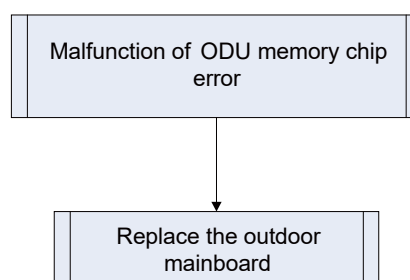 Malfunction of ODU memory chip
error
Replace the outdoor
mainboard